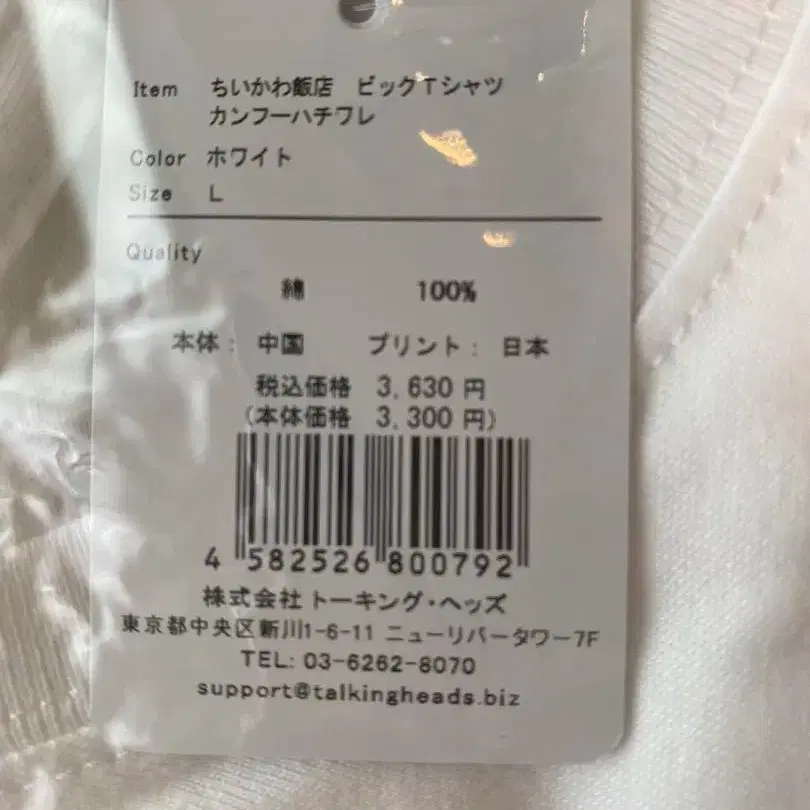 Item ちいかわ飯店 ビックTシャツ
カンフーハチワレ
Color ホワイト
Size L
Quality
綿 100%
本体: 中国 プリント: 日本
税込価格 3,630 円
(本体価格 3,300 円)
4 582526 800792
株式会社 トーキング・ヘッズ
東京都中央区新川1-6-11 ニューリバータワー7F
TEL: 03-6262-8070
support@talkingheads.biz